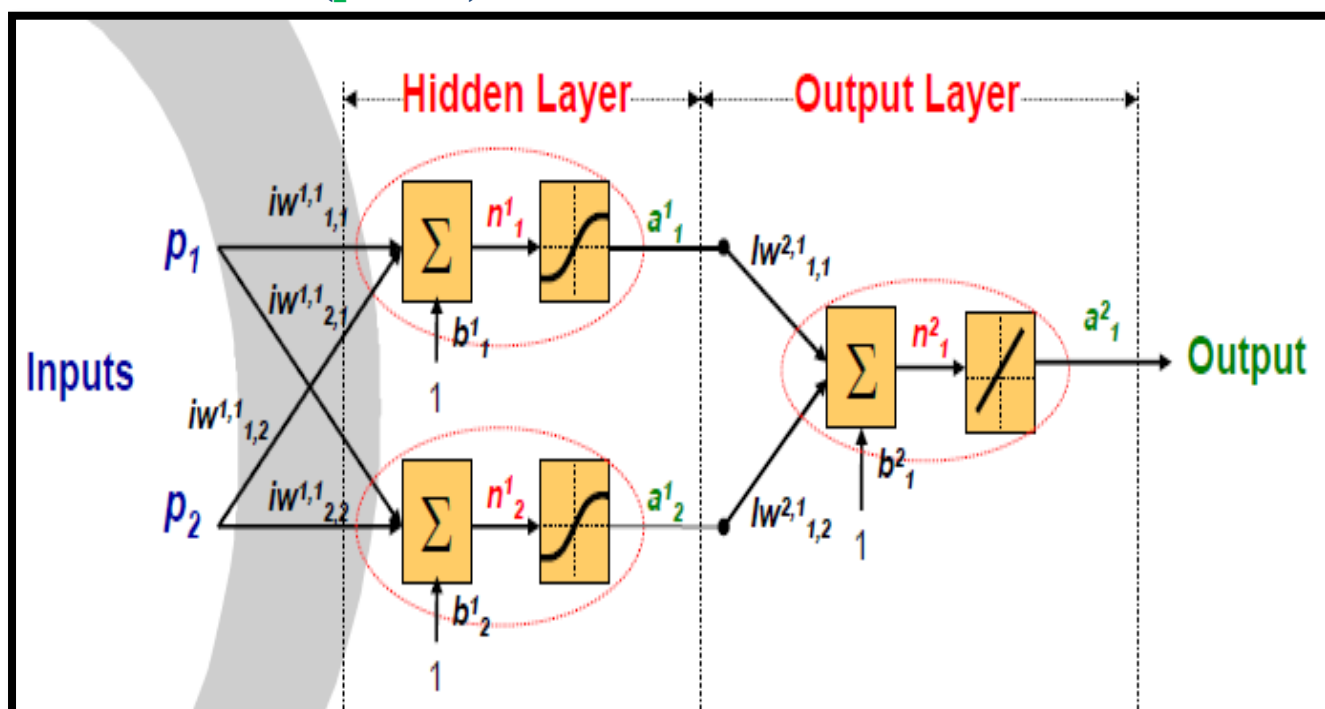 Hidden Layer Output Layer
iw¹,¹₁,₁ n¹₁ a¹₁ lw²,¹₁,₁
p₁ Σ
iw¹,¹₂,₁
b¹₁ n²₁ a²₁
Inputs Σ Output
1
iw¹,¹₁,₂
b²₁
iw¹,¹₂,₂ n¹₂ a¹₂ lw²,¹₁,₂
p₂ Σ 1
b¹₂
1